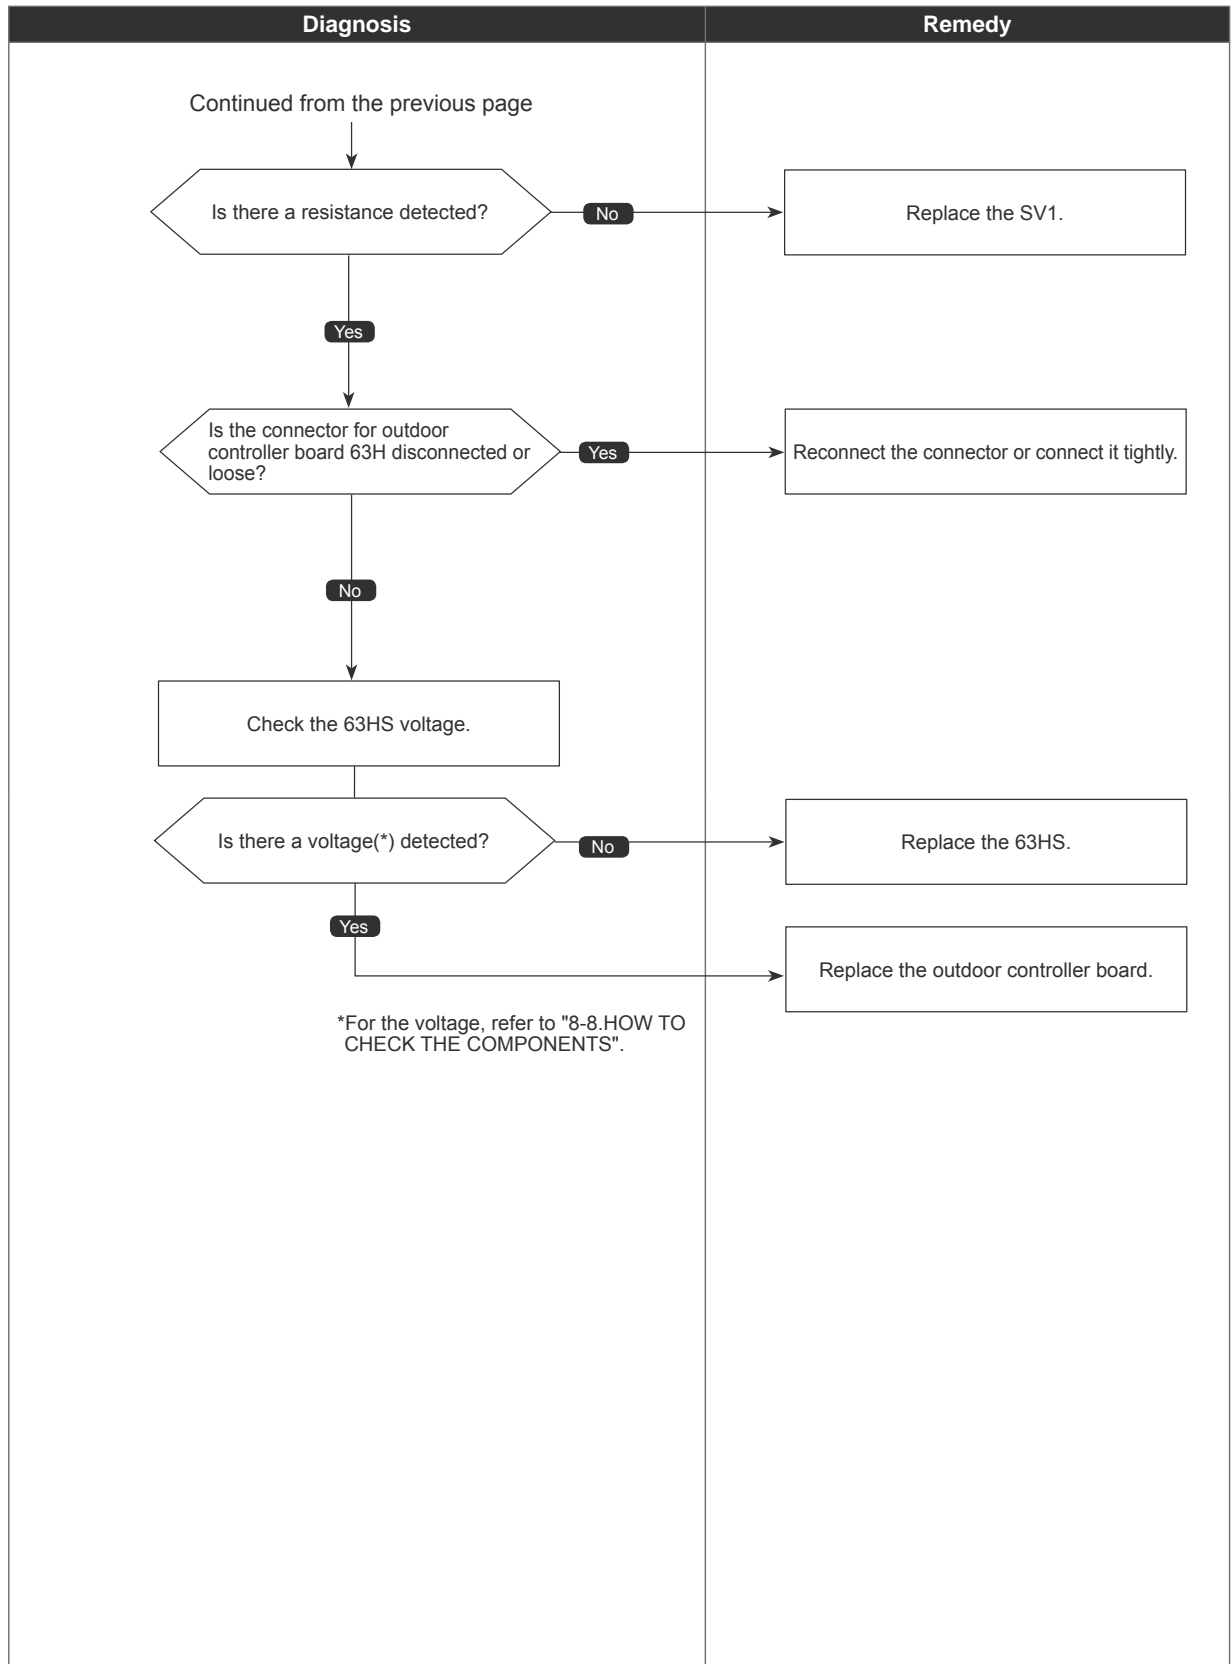 Diagnosis
Remedy
Continued from the previous page
Is there a resistance detected?
No
Replace the SV1.
Yes
Is the connector for outdoor
controller board 63H disconnected or
loose?
Yes
Reconnect the connector or connect it tightly.
No
Check the 63HS voltage.
Is there a voltage(*) detected?
No
Replace the 63HS.
Yes
Replace the outdoor controller board.
*For the voltage, refer to "8-8.HOW TO
CHECK THE COMPONENTS".